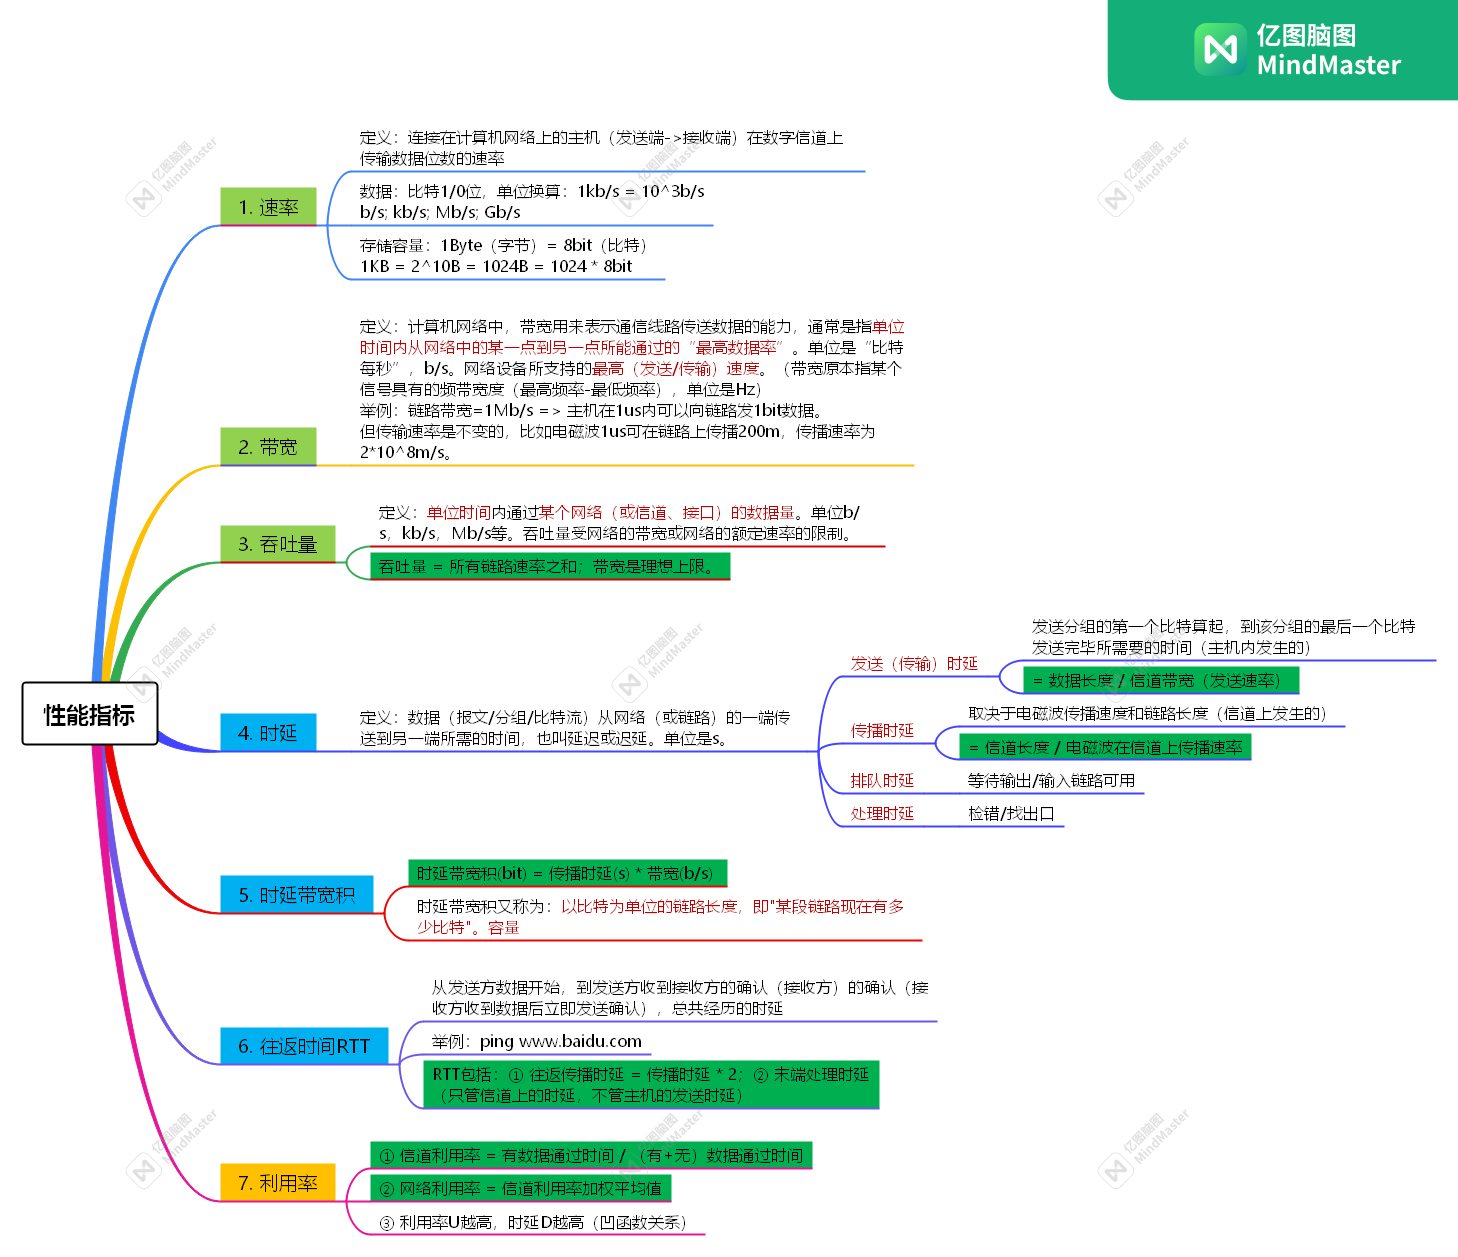 亿图脑图
MindMaster
性能指标
1. 速率
定义：连接在计算机网络上的主机（发送端->接收端）在数字信道上
传输数据位数的速率
数据：比特1/0位，单位换算：1kb/s = 10^3b/s
b/s; kb/s; Mb/s; Gb/s
存储容量：1Byte（字节）= 8bit（比特）
1KB = 2^10B = 1024B = 1024 * 8bit
2. 带宽
定义：计算机网络中，带宽用来表示通信线路传送数据的能力，通常是指单位
时间内从网络中的某一点到另一点所能通过的“最高数据率”。单位是“比特
每秒”，b/s。网络设备所支持的最高（发送/传输）速度。（带宽原本指某个
信号具有的频带宽度（最高频率-最低频率），单位是Hz）
举例：链路带宽=1Mb/s => 主机在1us内可以向链路发1bit数据。
但传输速率是不变的，比如电磁波1us可在链路上传播200m，传播速率为
2*10^8m/s。
3. 吞吐量
定义：单位时间内通过某个网络（或信道、接口）的数据量。单位b/
s，kb/s，Mb/s等。吞吐量受网络的带宽或网络的额定速率的限制。
吞吐量 = 所有链路速率之和；带宽是理想上限。
4. 时延
定义：数据（报文/分组/比特流）从网络（或链路）的一端传
送到另一端所需的时间，也叫延迟或迟延。单位是s。
发送（传输）时延
发送分组的第一个比特算起，到该分组的最后一个比特
发送完毕所需要的时间（主机内发生的）
= 数据长度 / 信道带宽（发送速率）
传播时延
取决于电磁波传播速度和链路长度（信道上发生的）
= 信道长度 / 电磁波在信道上传播速率
排队时延
等待输出/输入链路可用
处理时延
检错/找出口
5. 时延带宽积
时延带宽积(bit) = 传播时延(s) * 带宽(b/s)
时延带宽积又称为：以比特为单位的链路长度，即"某段链路现在有多
少比特"。容量
6. 往返时间RTT
从发送方数据开始，到发送方收到接收方的确认（接收方）的确认（接
收方收到数据后立即发送确认），总共经历的时延
举例：ping www.baidu.com
RTT包括：① 往返传播时延 = 传播时延 * 2；② 末端处理时延
（只管信道上的时延，不管主机的发送时延）
7. 利用率
① 信道利用率 = 有数据通过时间 / （有+无）数据通过时间
② 网络利用率 = 信道利用率加权平均值
③ 利用率U越高，时延D越高（凹函数关系）